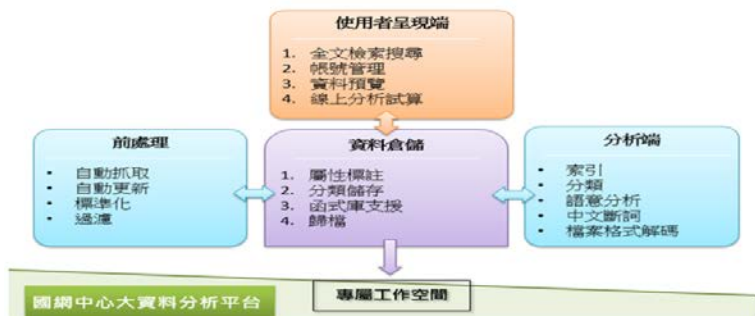 使用者呈現端
1. 全文檢索搜尋
2. 帳號管理
3. 資料預覽
4. 線上分析試算
前處理
• 自動抓取
• 自動更新
• 標準化
• 過濾
資料倉儲
1. 屬性標註
2. 分類儲存
3. 函式庫支援
4. 歸檔
分析端
• 索引
• 分類
• 語意分析
• 中文斷詞
• 檔案格式解碼
專屬工作空間
國網中心大資料分析平台